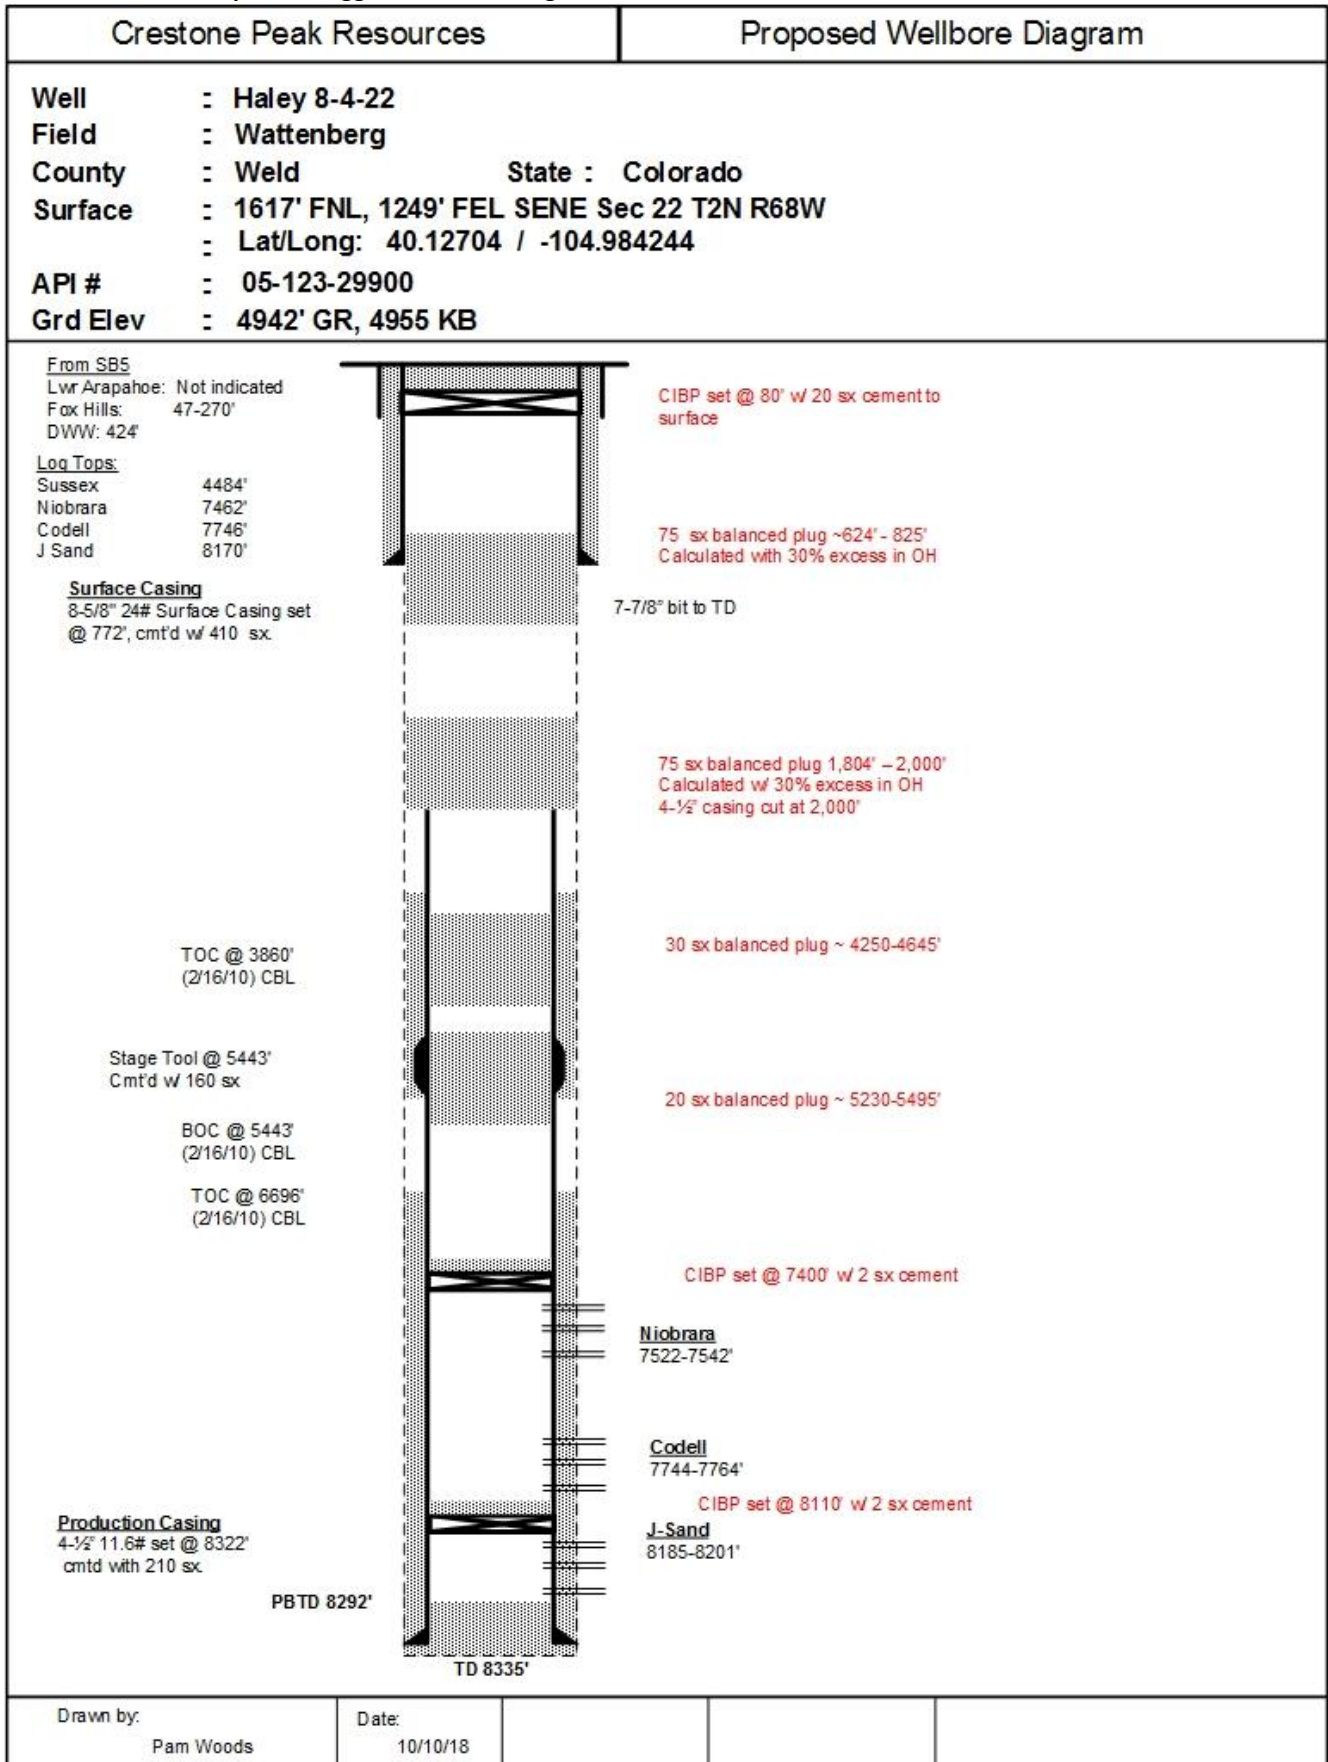 Crestone Peak Resources
Proposed Wellbore Diagram
Well : Haley 8-4-22
Field : Wattenberg
County : Weld State : Colorado
Surface : 1617' FNL, 1249' FEL SENE Sec 22 T2N R68W
: Lat/Long: 40.12704 / -104.984244
API # : 05-123-29900
Grd Elev : 4942' GR, 4955 KB
From SB5
Lwr Arapahoe: Not indicated
Fox Hills: 47-270'
DWW: 424'
Log Tops:
Sussex 4484'
Niobrara 7462'
Codell 7746'
J Sand 8170'
Surface Casing
8-5/8" 24# Surface Casing set
@ 772', cmt'd w/ 410 sx.
CIBP set @ 80' w/ 20 sx cement to
surface
75 sx balanced plug ~624' - 825'
Calculated with 30% excess in OH
7-7/8" bit to TD
75 sx balanced plug 1,804' – 2,000'
Calculated w/ 30% excess in OH
4-½" casing cut at 2,000'
30 sx balanced plug ~ 4250-4645'
TOC @ 3860'
(2/16/10) CBL
Stage Tool @ 5443'
Cmt'd w/ 160 sx
20 sx balanced plug ~ 5230-5495'
BOC @ 5443'
(2/16/10) CBL
TOC @ 6696'
(2/16/10) CBL
CIBP set @ 7400' w/ 2 sx cement
Niobrara
7522-7542'
Codell
7744-7764'
CIBP set @ 8110' w/ 2 sx cement
J-Sand
8185-8201'
Production Casing
4-½" 11.6# set @ 8322'
cmtd with 210 sx.
PBTD 8292'
TD 8335'
Drawn by:
Pam Woods
Date:
10/10/18